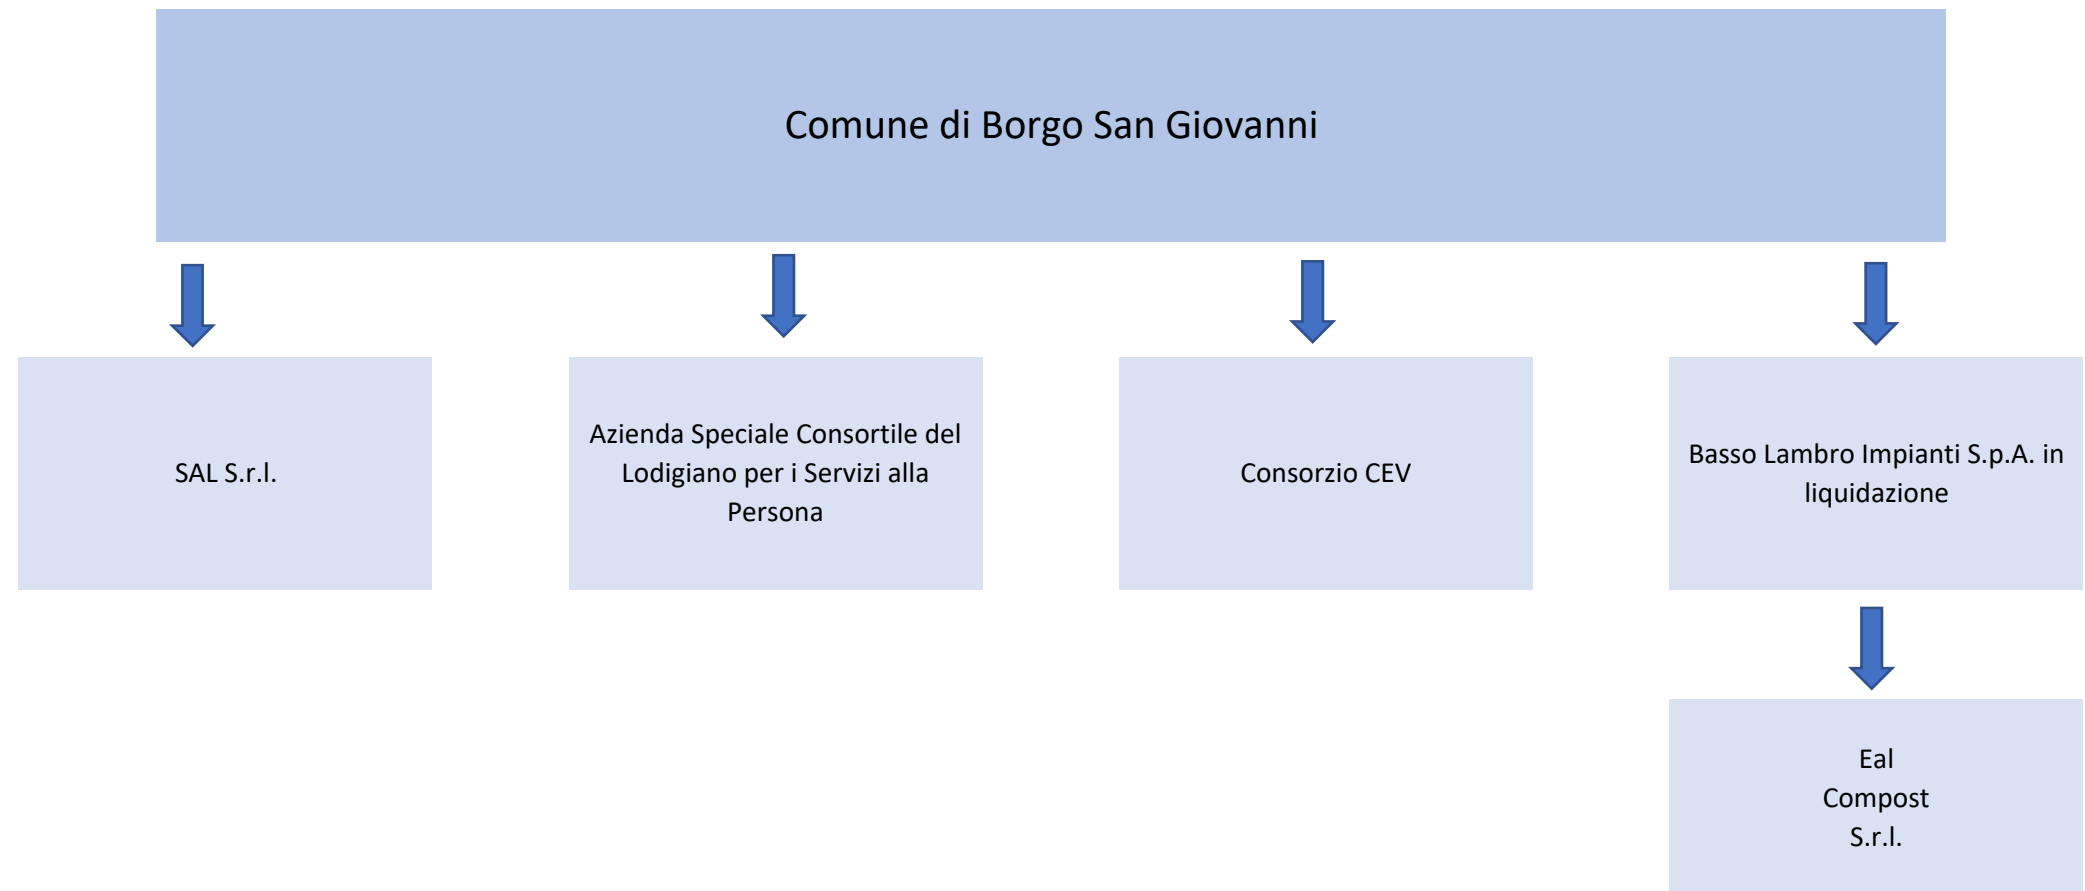 Comune di Borgo San Giovanni
SAL S.r.l.
Azienda Speciale Consortile del
Lodigiano per i Servizi alla
Persona
Consorzio CEV
Basso Lambro Impianti S.p.A. in
liquidazione
Eal
Compost
S.r.l.